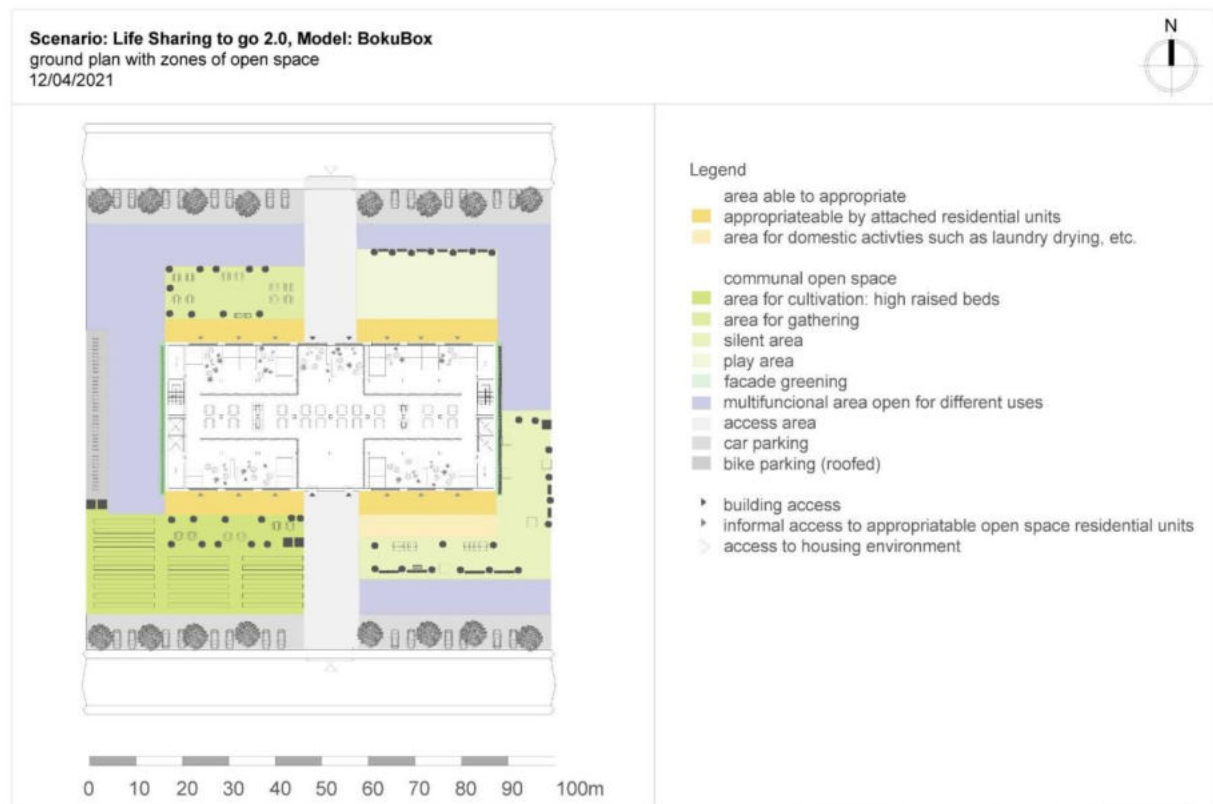 Scenario: Life Sharing to go 2.0, Model: BokuBox
ground plan with zones of open space
12/04/2021
N
Legend
area able to appropriate
appropriateable by attached residential units
area for domestic activties such as laundry drying, etc.
communal open space
area for cultivation: high raised beds
area for gathering
silent area
play area
facade greening
multifuncional area open for different uses
access area
car parking
bike parking (roofed)
building access
informal access to appropriatable open space residential units
access to housing environment
0 10 20 30 40 50 60 70 80 90 100m